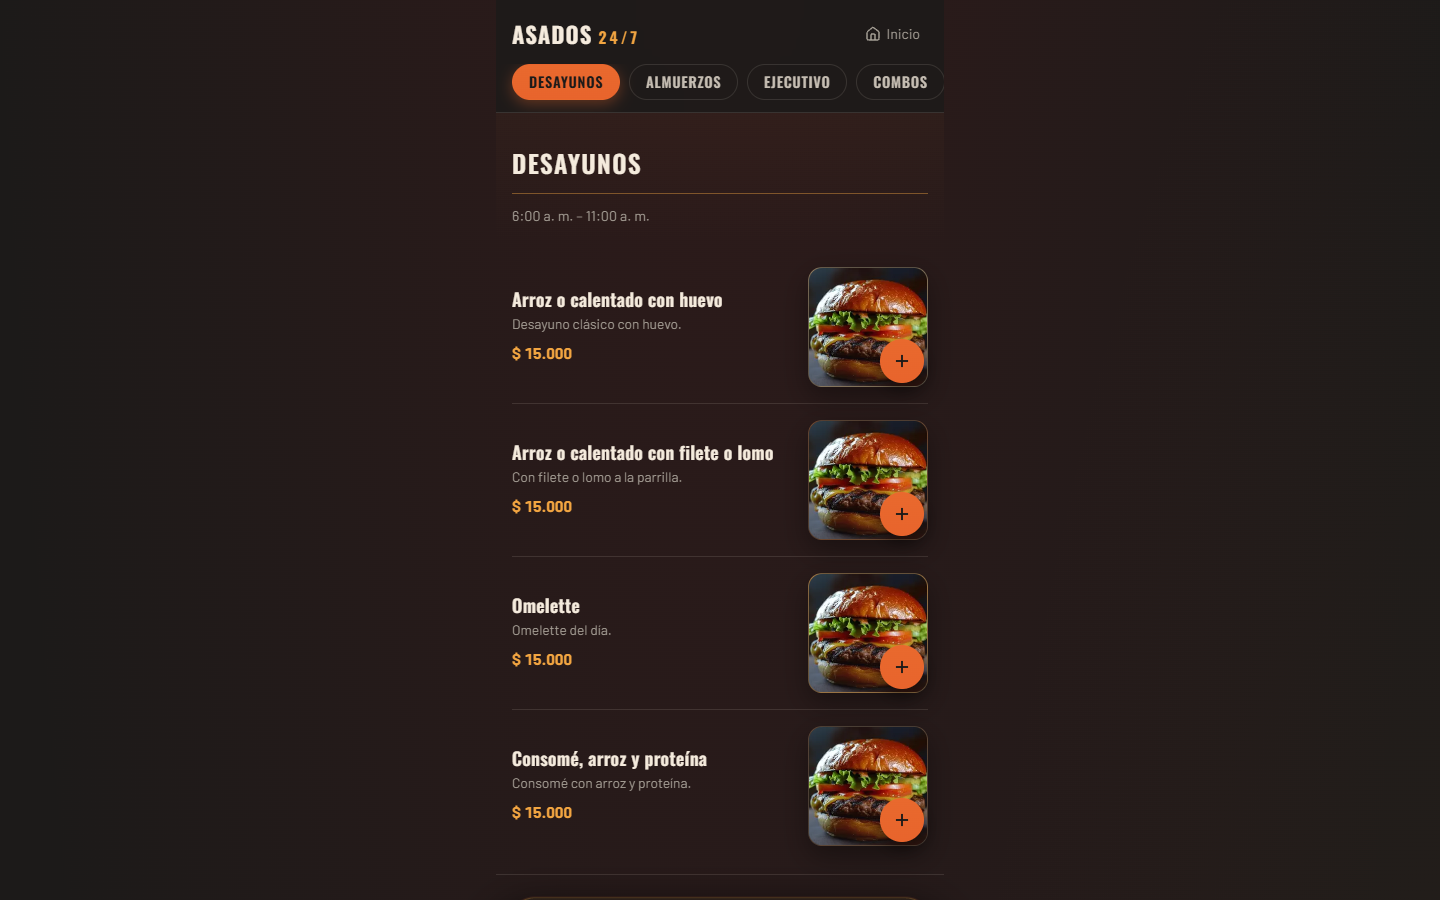 ASADOS 24/7
Inicio
DESAYUNOS
ALMUERZOS
EJECUTIVO
COMBOS
DESAYUNOS
6:00 a. m. – 11:00 a. m.
Arroz o calentado con huevo
Desayuno clásico con huevo.
$ 15.000
Arroz o calentado con filete o lomo
Con filete o lomo a la parrilla.
$ 15.000
Omelette
Omelette del día.
$ 15.000
Consomé, arroz y proteína
Consomé con arroz y proteína.
$ 15.000